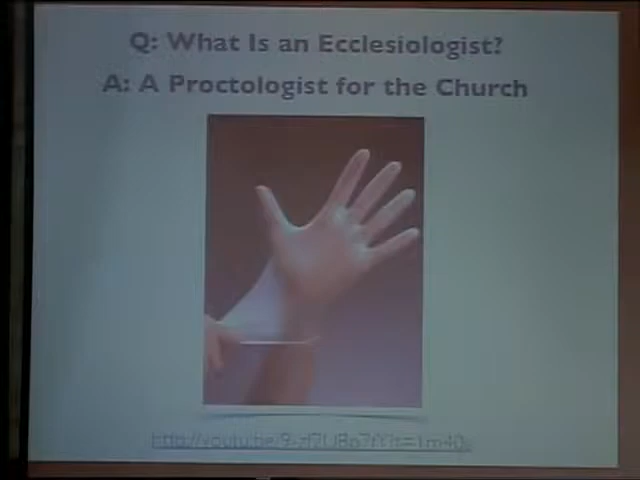 Q: What Is an Ecclesiologist?
A: A Proctologist for the Church